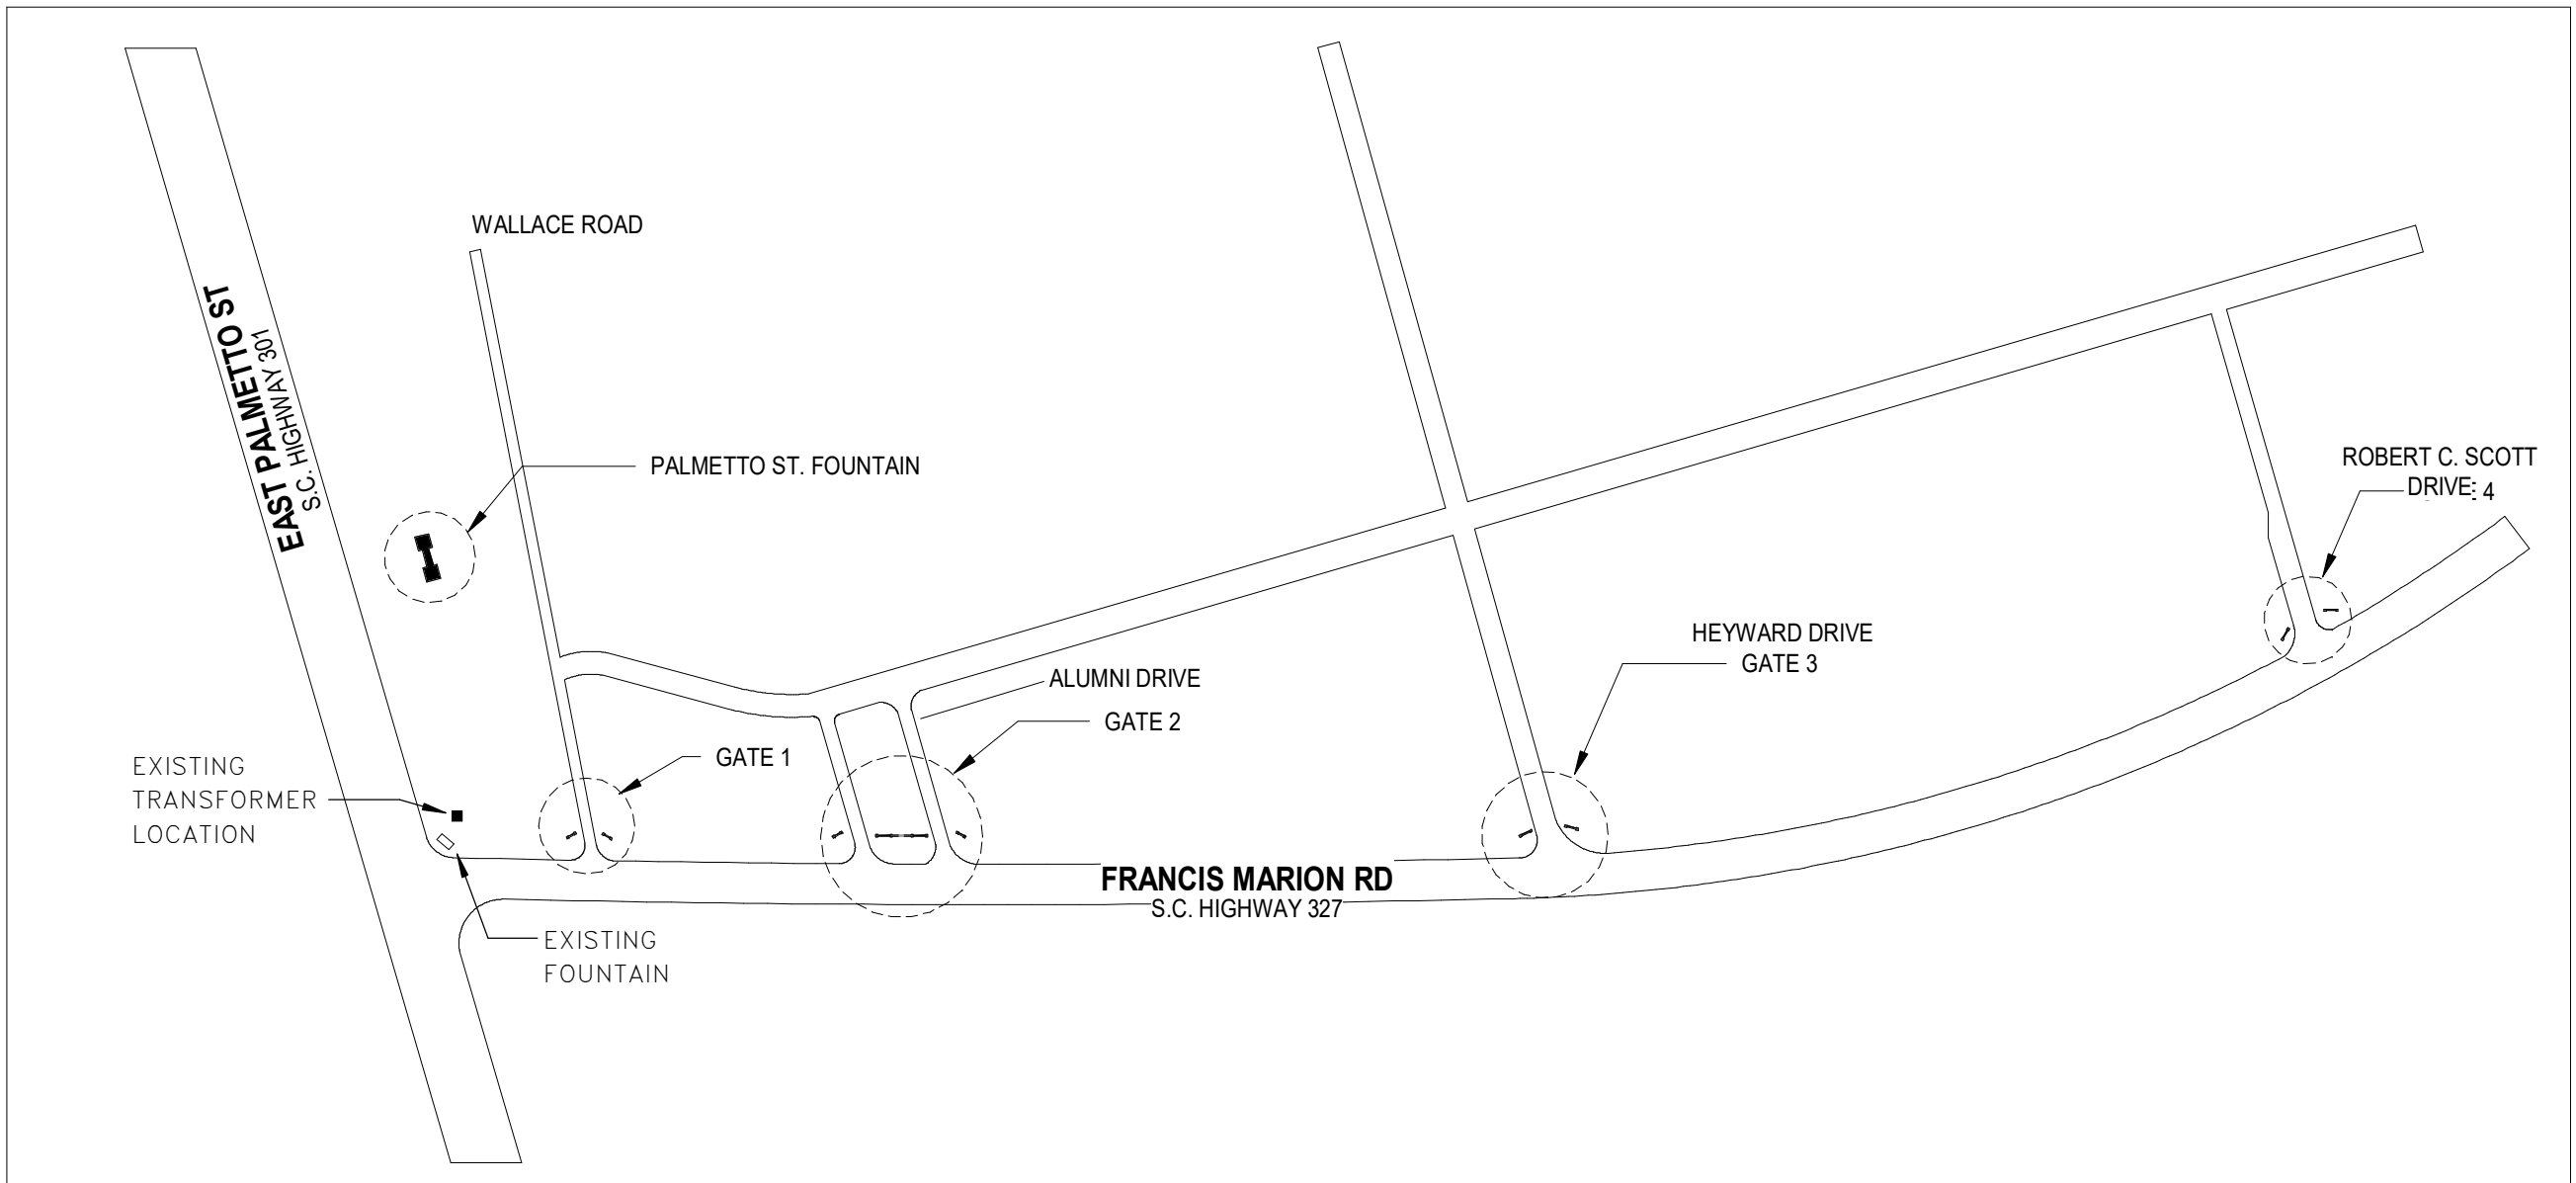 WALLACE ROAD
EAST PALMETTO ST
S.C. HIGHWAY 301
PALMETTO ST. FOUNTAIN
ROBERT C. SCOTT
DRIVE: 4
HEYWARD DRIVE
GATE 3
ALUMNI DRIVE
GATE 2
GATE 1
EXISTING
TRANSFORMER
LOCATION
FRANCIS MARION RD
S.C. HIGHWAY 327
EXISTING
FOUNTAIN